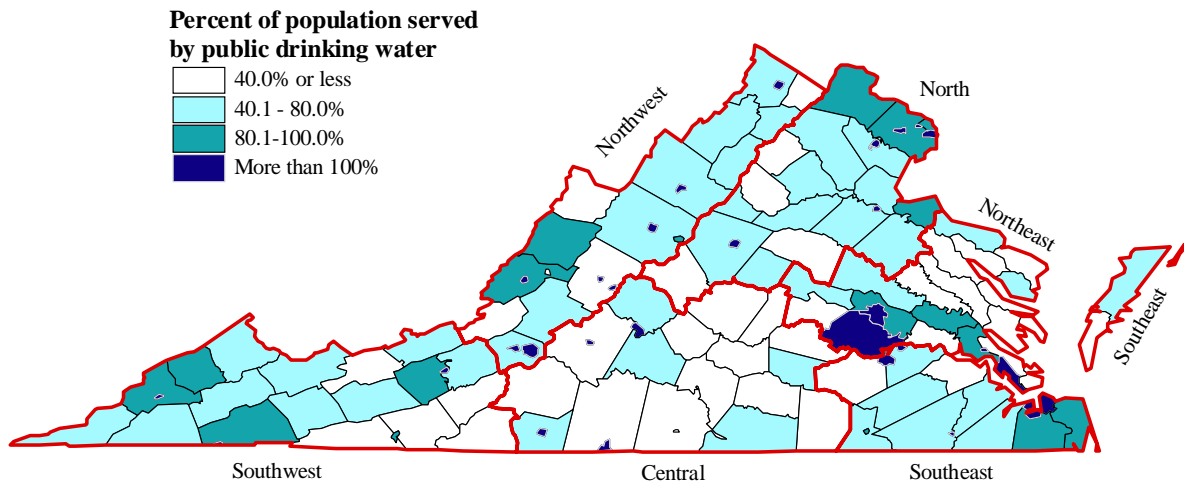 Percent of population served
by public drinking water
40.0% or less
40.1 - 80.0%
80.1-100.0%
More than 100%
Northwest
North
Northeast
Southeast
Southwest
Central
Southeast